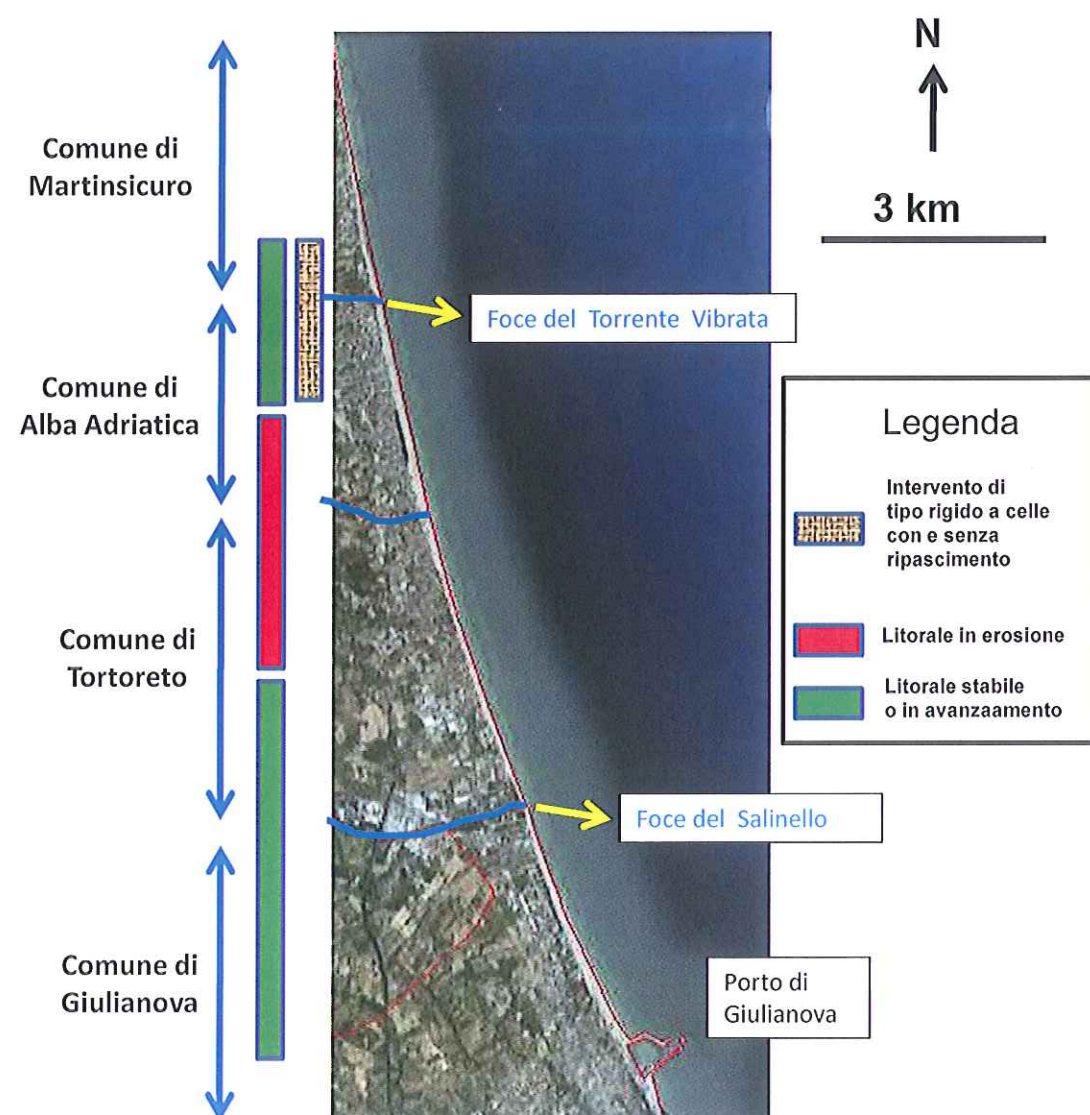 N
3 km
Comune di
Martinsicuro
Foce del Torrente Vibrata
Comune di
Alba Adriatica
Legenda
Intervento di
tipo rigido a celle
con e senza
ripascimento
Litorale in erosione
Litorale stabile
o in avanzaamento
Comune di
Tortoreto
Foce del Salinello
Comune di
Giulianova
Porto di
Giulianova